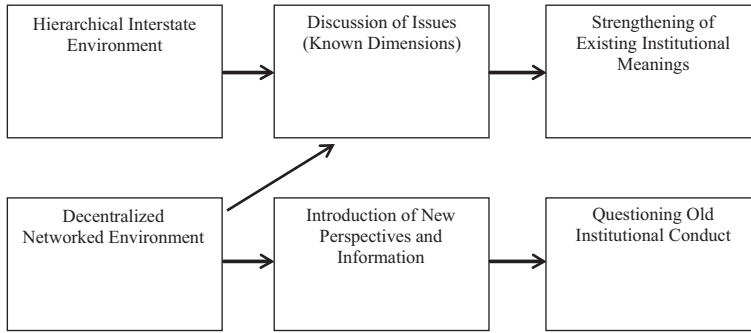 Hierarchical Interstate
Environment
Discussion of Issues
(Known Dimensions)
Strengthening of
Existing Institutional
Meanings
Decentralized
Networked Environment
Introduction of New
Perspectives and
Information
Questioning Old
Institutional Conduct